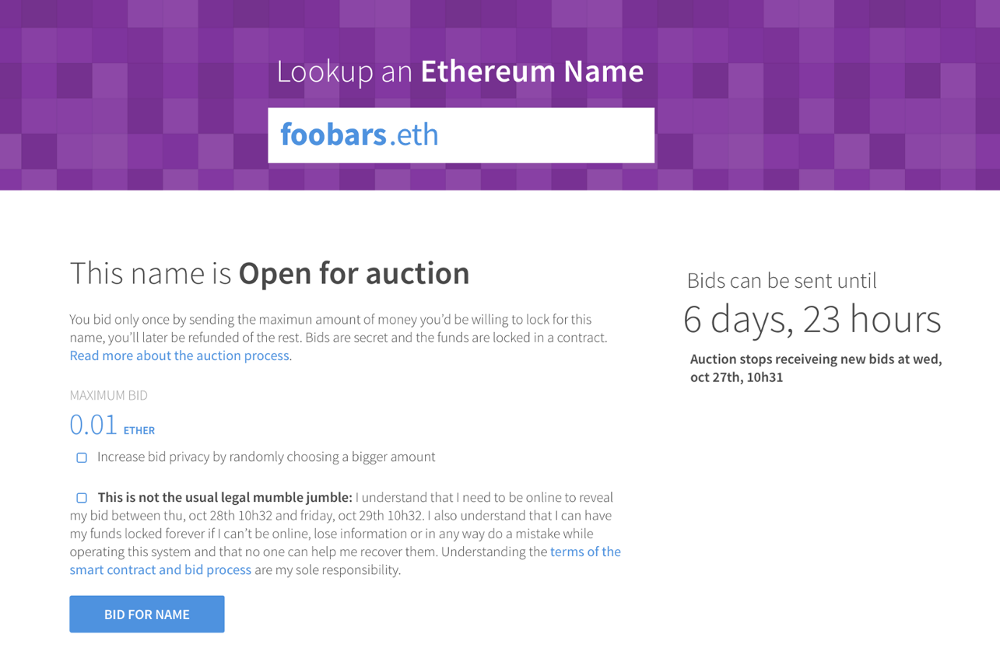 Lookup an Ethereum Name
foobars.eth
This name is Open for auction
You bid only once by sending the maximun amount of money you’d be willing to lock for this
name, you’ll later be refunded of the rest. Bids are secret and the funds are locked in a contract.
Read more about the auction process.
MAXIMUM BID
0.01 ETHER
Increase bid privacy by randomly choosing a bigger amount
This is not the usual legal mumble jumble: I understand that I need to be online to reveal
my bid between thu, oct 28th 10h32 and friday, oct 29th 10h32. I also understand that I can have
my funds locked forever if I can’t be online, lose information or in any way do a mistake while
operating this system and that no one can help me recover them. Understanding the terms of the
smart contract and bid process are my sole responsibility.
BID FOR NAME
Bids can be sent until
6 days, 23 hours
Auction stops receiveing new bids at wed,
oct 27th, 10h31